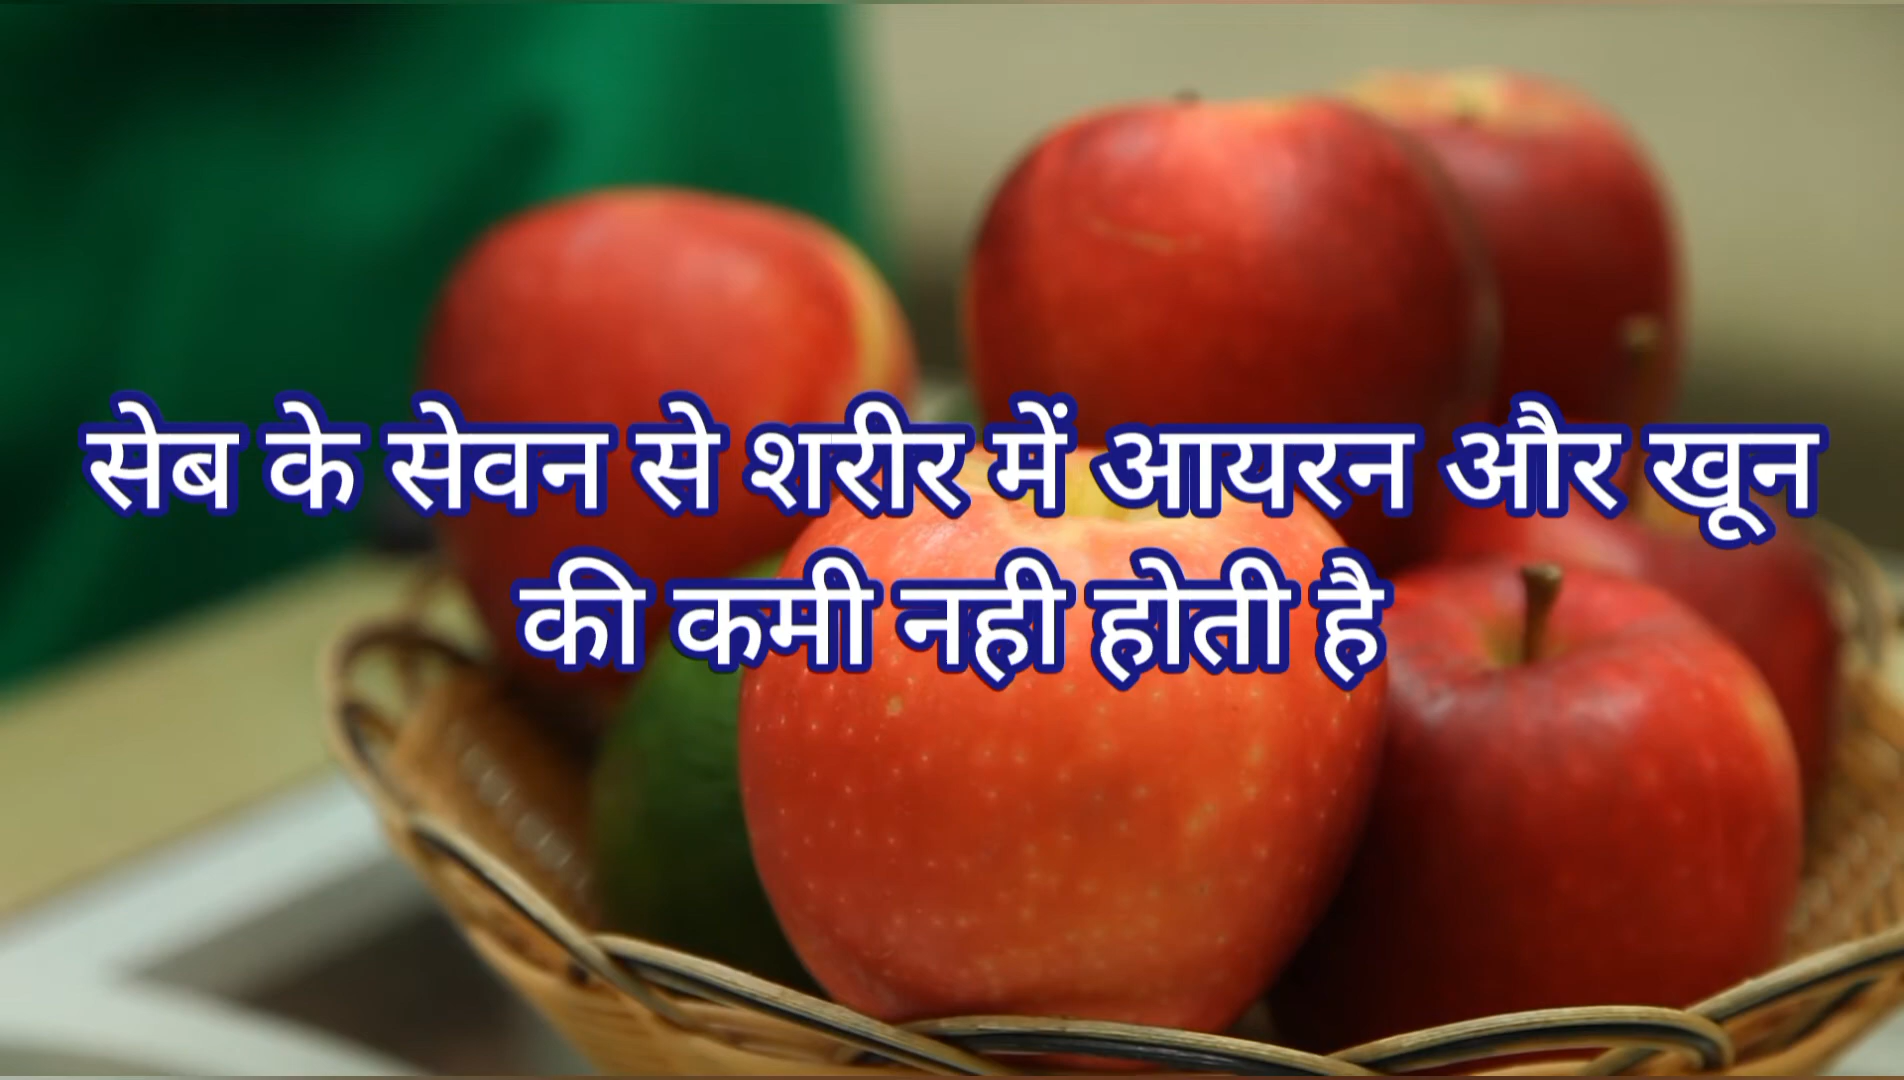 सेब के सेवन से शरीर में आयरन और खून
की कमी नही होती है